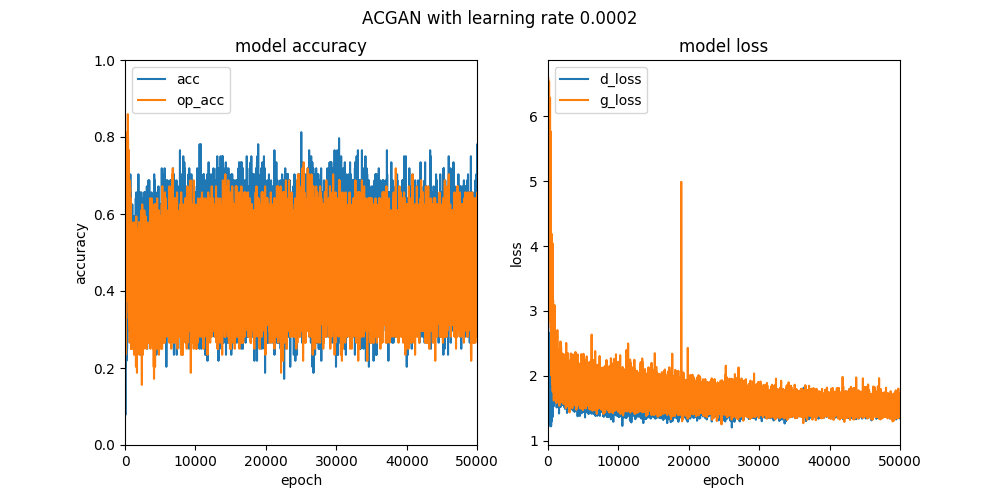 ACGAN with learning rate 0.0002
model accuracy
acc
op_acc
1.0
0.8
0.6
0.4
0.2
0.0
accuracy
0 10000 20000 30000 40000 50000
epoch
model loss
d_loss
g_loss
6
5
4
3
2
1
loss
0 10000 20000 30000 40000 50000
epoch